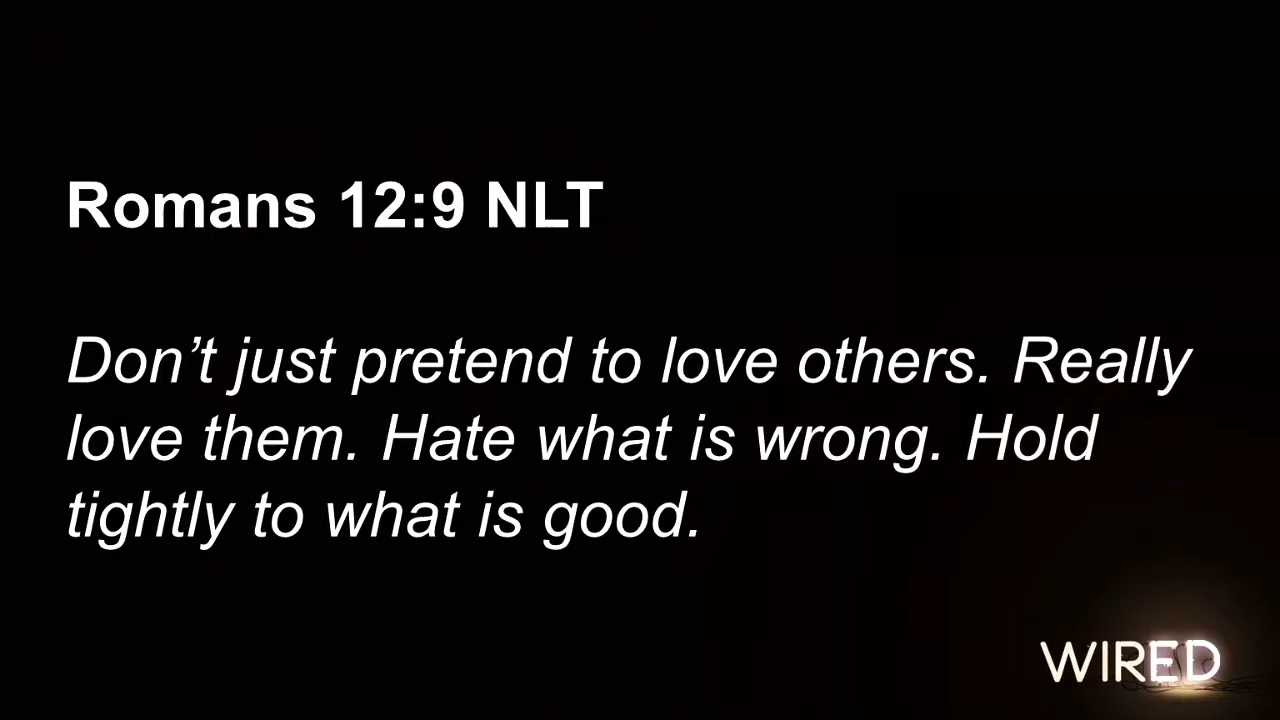 Romans 12:9 NLT
Don’t just pretend to love others. Really
love them. Hate what is wrong. Hold
tightly to what is good.
WIRED